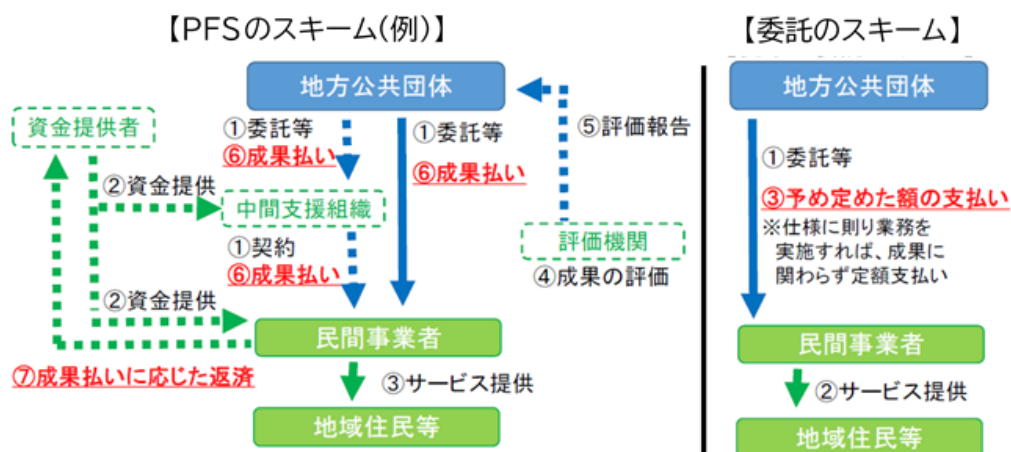 【PFSのスキーム(例)】
地方公共団体
資金提供者
①委託等
⑥成果払い
①委託等
⑥成果払い
⑤評価報告
②資金提供
中間支援組織
評価機関
④成果の評価
①契約
⑥成果払い
②資金提供
民間事業者
⑦成果払いに応じた返済
③サービス提供
地域住民等
【委託のスキーム】
地方公共団体
①委託等
③予め定めた額の支払い
※仕様に則り業務を
実施すれば、成果に
関わらず定額支払い
民間事業者
②サービス提供
地域住民等